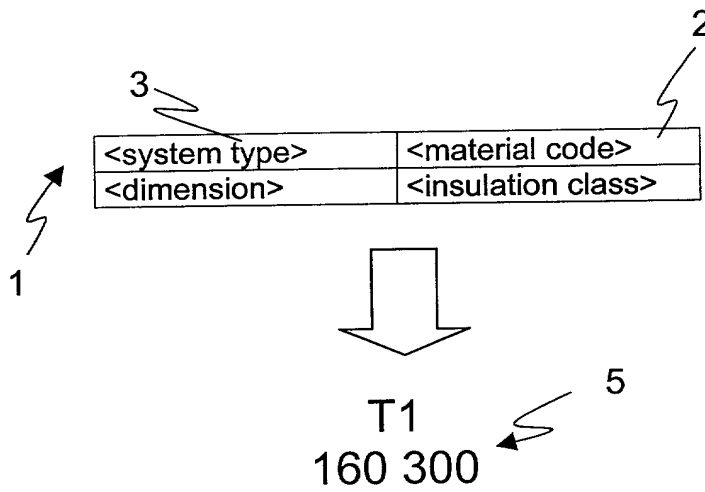 2
3
<system type> <material code>
<dimension> <insulation class>
1
5
T1
160 300